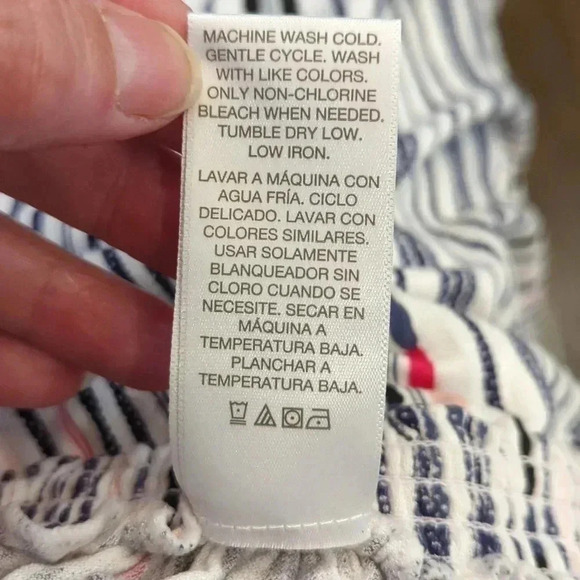 MACHINE WASH COLD.
GENTLE CYCLE. WASH
WITH LIKE COLORS.
ONLY NON-CHLORINE
BLEACH WHEN NEEDED.
TUMBLE DRY LOW.
LOW IRON.
LAVAR A MÁQUINA CON
AGUA FRÍA. CICLO
DELICADO. LAVAR CON
COLORES SIMILARES.
USAR SOLAMENTE
BLANQUEADOR SIN
CLORO CUANDO SE
NECESITE. SECAR EN
MÁQUINA A
TEMPERATURA BAJA.
PLANCHAR A
TEMPERATURA BAJA.